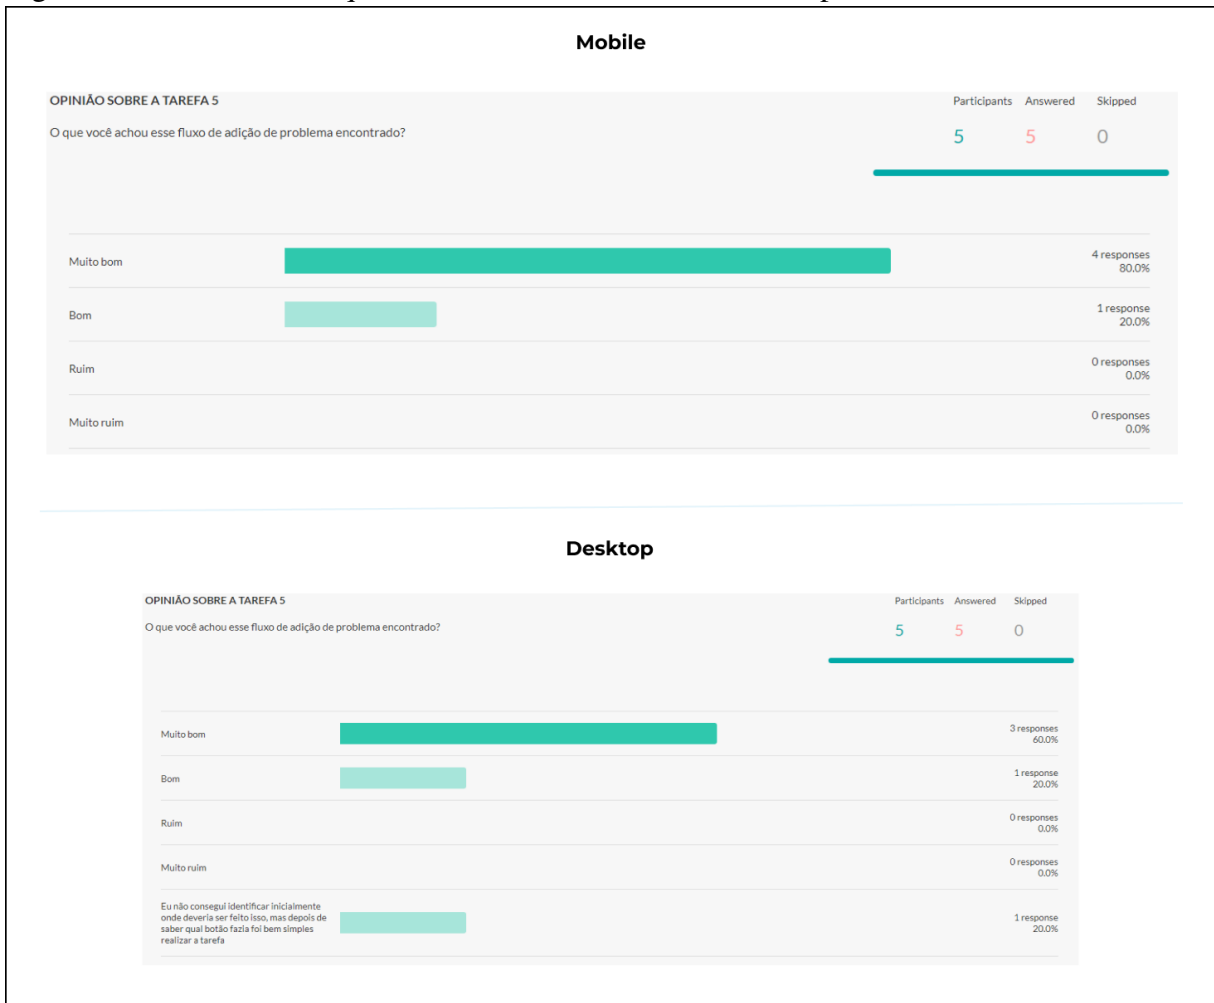 Mobile
OPINIÃO SOBRE A TAREFA 5
Participants Answered Skipped
O que você achou esse fluxo de adição de problema encontrado?
5 5 0
Muito bom
4 responses
80.0%
Bom
1 response
20.0%
Ruim
0 responses
0.0%
Muito ruim
0 responses
0.0%
Desktop
OPINIÃO SOBRE A TAREFA 5
Participants Answered Skipped
O que você achou esse fluxo de adição de problema encontrado?
5 5 0
Muito bom
3 responses
60.0%
Bom
1 response
20.0%
Ruim
0 responses
0.0%
Muito ruim
0 responses
0.0%
Eu não consegui identificar inicialmente
onde deveria ser feito isso, mas depois de
saber qual botão fazia foi bem simples
realizar a tarefa
1 response
20.0%